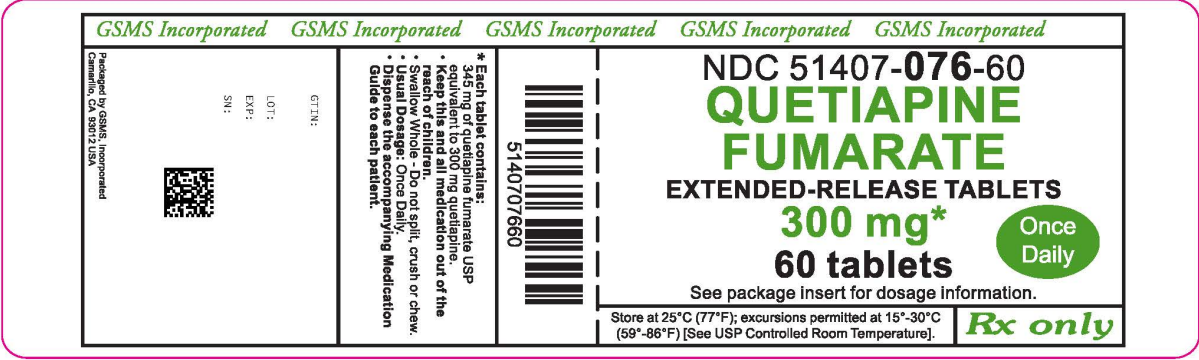 GSMS Incorporated GSMS Incorporated GSMS Incorporated GSMS Incorporated GSMS Incorporated
Packaged by GSMS, Incorporated
Camarillo, CA 93012 USA
GTIN:
LOT:
EXP:
SN:
* Each tablet contains:
345 mg of quetiapine fumarate USP
equivalent to 300 mg quetiapine.
• Keep this and all medication out of the
reach of children.
• Swallow Whole - Do not split, crush or chew.
• Usual Dosage: Once Daily.
• Dispense the accompanying Medication
Guide to each patient.
5140707660
NDC 51407-076-60
QUETIAPINE
FUMARATE
EXTENDED-RELEASE TABLETS
300 mg*
60 tablets
Once
Daily
See package insert for dosage information.
Store at 25°C (77°F); excursions permitted at 15°-30°C
(59°-86°F) [See USP Controlled Room Temperature].
Rx only